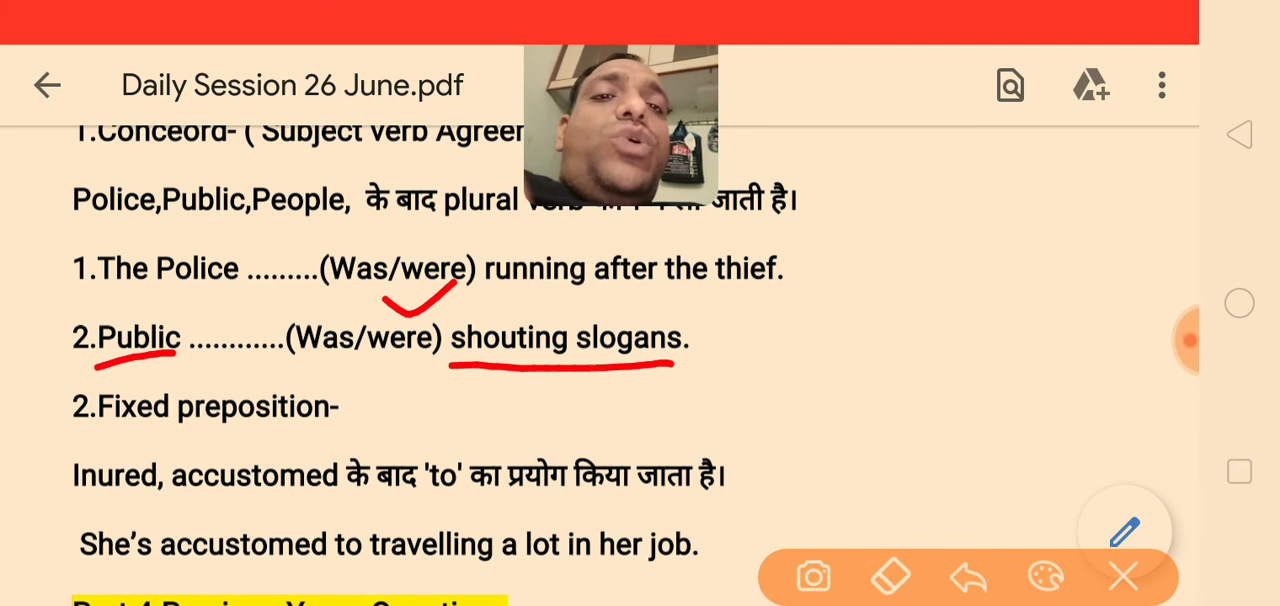 Daily Session 26 June.pdf
1.Conceord- ( Subject Verb Agreer
Police,Public,People, के बाद plural जाती है।
1.The Police .........(Was/were) running after the thief.
2.Public ............(Was/were) shouting slogans.
2.Fixed preposition-
Inured, accustomed के बाद 'to' का प्रयोग किया जाता है।
She’s accustomed to travelling a lot in her job.